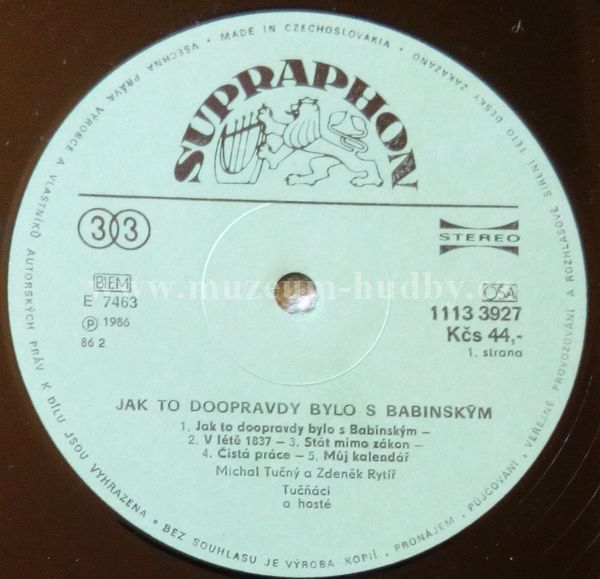 VŠECHNA PRÁVA VÝROBCE A VLASTNÍKŮ AUTORSKÝCH PRÁV K DÍLU JSOU VYHRAZENA • BEZ SOUHLASU JE VÝROBA KOPIÍ, PRONÁJEM, PŮJČOVÁNÍ, VEŘEJNÉ PROVOZOVÁNÍ A ROZHLASOVÉ ŠÍŘENÍ TÉTO DESKY ZAKÁZÁNO
• MADE IN CZECHOSLOVAKIA •
SUPRAPHON
33
STEREO
BIEM
OSA
E 7463
1113 3927
℗ 1986
Kčs 44,-
86 2
1. strana
www.muzeum-hudby.cz
JAK TO DOOPRAVDY BYLO S BABINSKÝM
1. Jak to doopravdy bylo s Babinským –
2. V létě 1837 – 3. Stát mimo zákon –
4. Čistá práce – 5. Můj kalendář
Michal Tučný a Zdeněk Rytíř
Tučňáci
a hosté